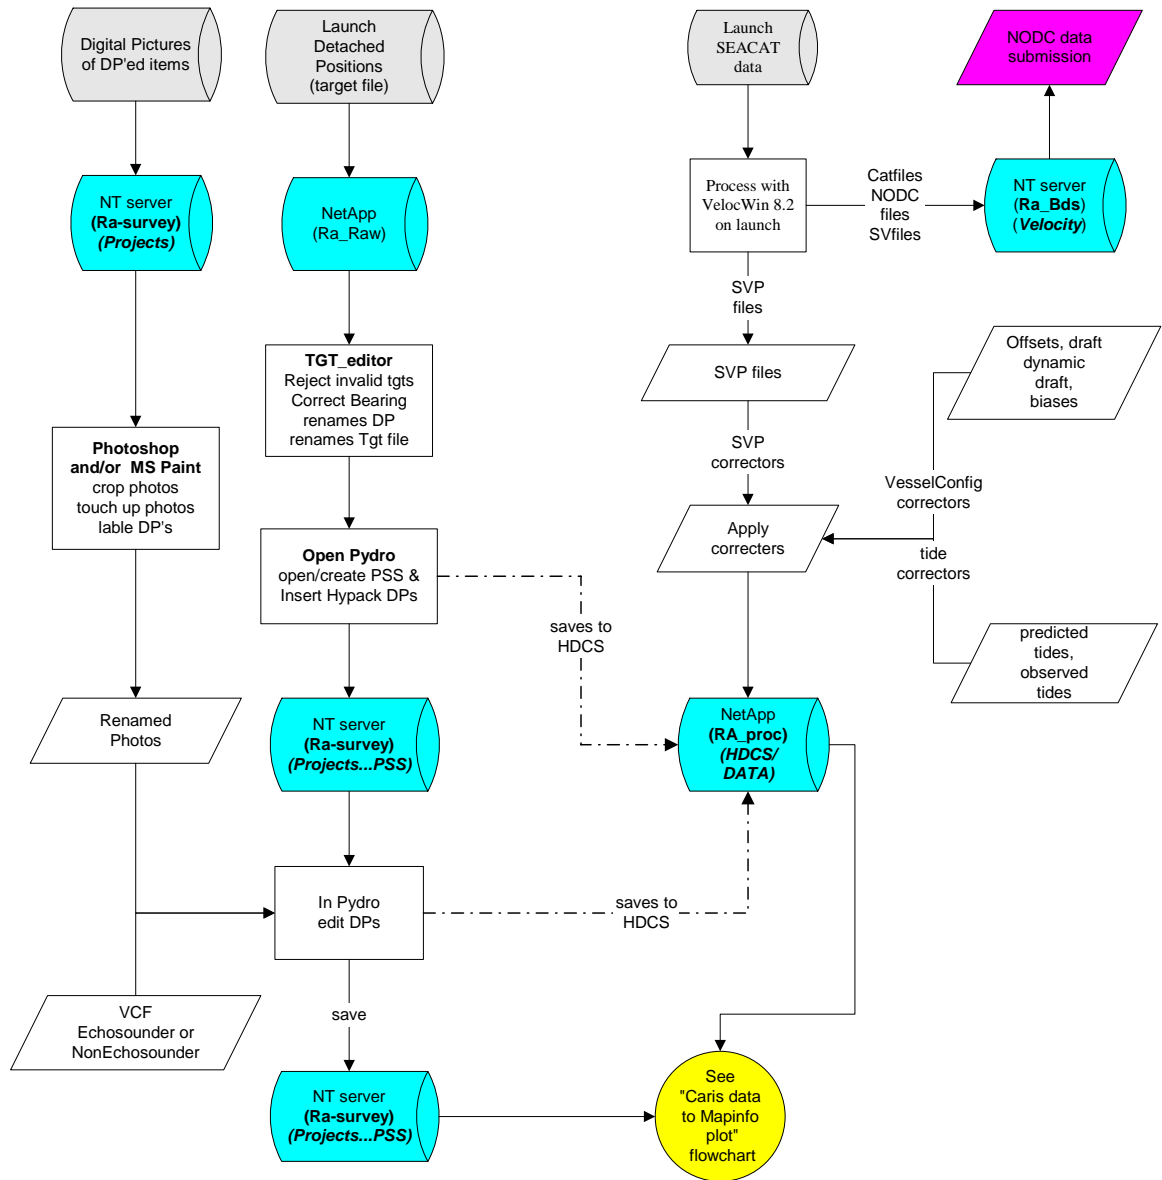 Digital Pictures
of DP'ed items
Launch
Detached
Positions
(target file)
Launch
SEACAT
data
NODC data
submission
NT server
(Ra-survey)
(Projects)
NetApp
(Ra_Raw)
Process with
VelocWin 8.2
on launch
Catfiles
NODC
files
SVfiles
NT server
(Ra_Bds)
(Velocity)
SVP
files
TGT_editor
Reject invalid tgts
Correct Bearing
renames DP
renames Tgt file
SVP files
Offsets, draft
dynamic
draft,
biases
Photoshop
and/or MS Paint
crop photos
touch up photos
lable DP's
SVP
correctors
VesselConfig
correctors
Open Pydro
open/create PSS &
Insert Hypack DPs
Apply
correcters
tide
correctors
saves to
HDCS
predicted
tides,
observed
tides
Renamed
Photos
NT server
(Ra-survey)
(Projects...PSS)
NetApp
(RA_proc)
(HDCS/
DATA)
In Pydro
edit DPs
saves to
HDCS
VCF
Echosounder or
NonEchosounder
save
NT server
(Ra-survey)
(Projects...PSS)
See
"Caris data
to Mapinfo
plot"
flowchart